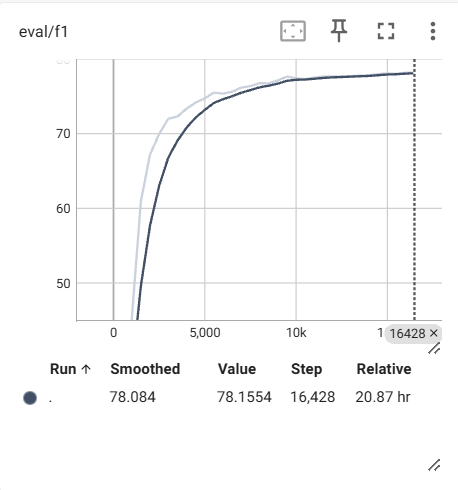 eval/f1
70
60
50
0 5,000 10k 16428 ×
Run ↑ Smoothed Value Step Relative
. 78.084 78.1554 16,428 20.87 hr